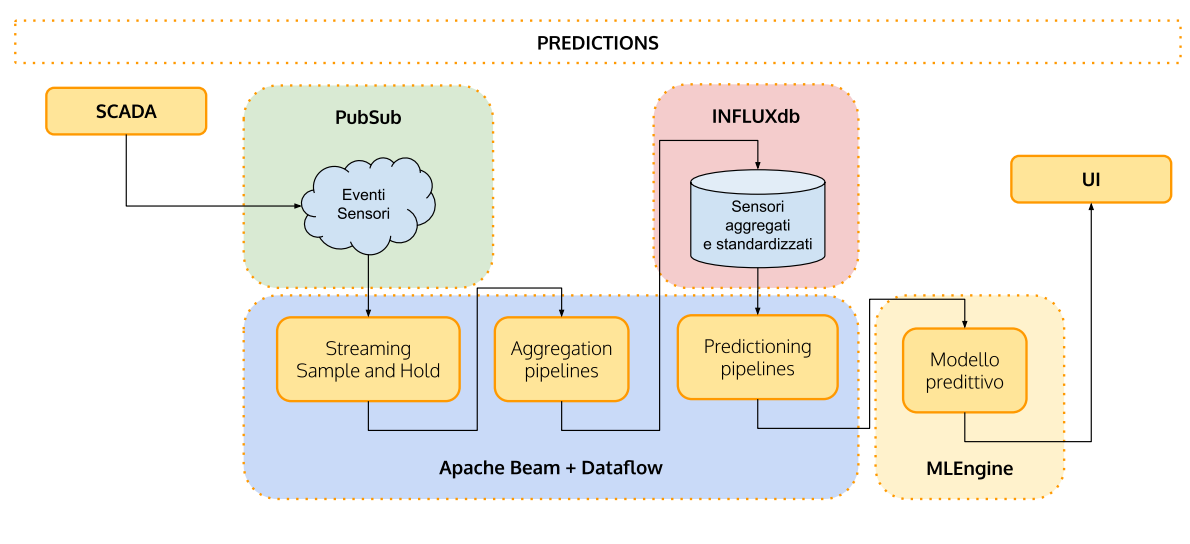 PREDICTIONS
SCADA
PubSub
Eventi
Sensori
INFLUXdb
Sensori
aggregati
e standardizzati
UI
Streaming
Sample and Hold
Aggregation
pipelines
Predictioning
pipelines
Modello
predittivo
Apache Beam + Dataflow
MLEngine